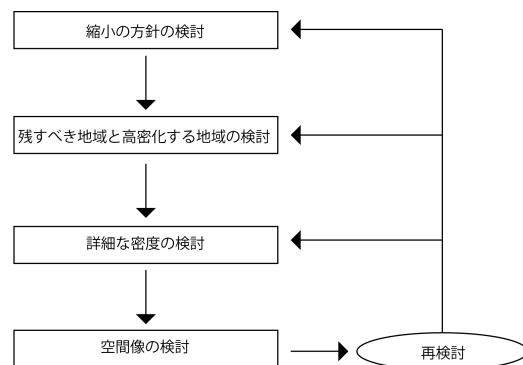 縮小の方針の検討
残すべき地域と高密化する地域の検討
詳細な密度の検討
空間像の検討
再検討